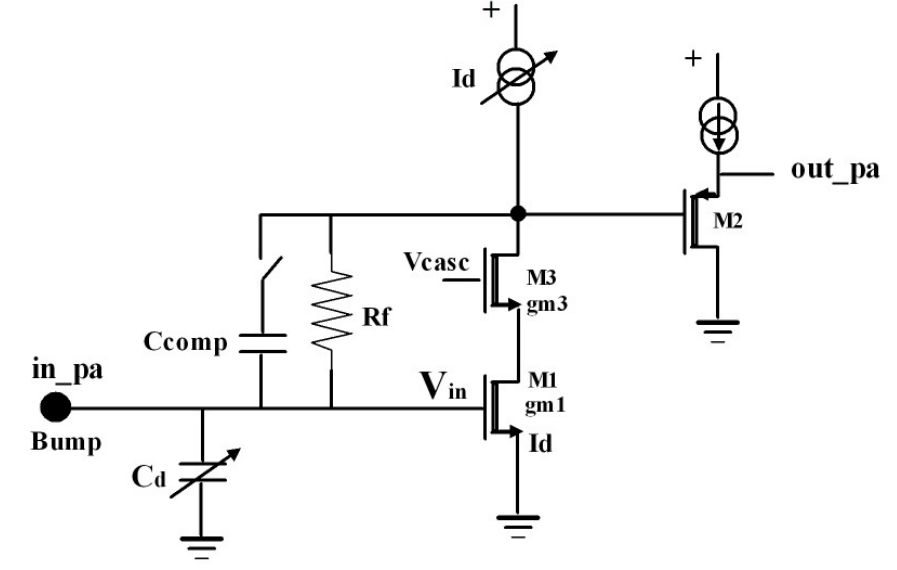 +
Id
+
out_pa
M2
Vcasc
M3
gm3
Rf
Ccomp
in_pa
Vin
M1
gm1
Bump
Id
Cd